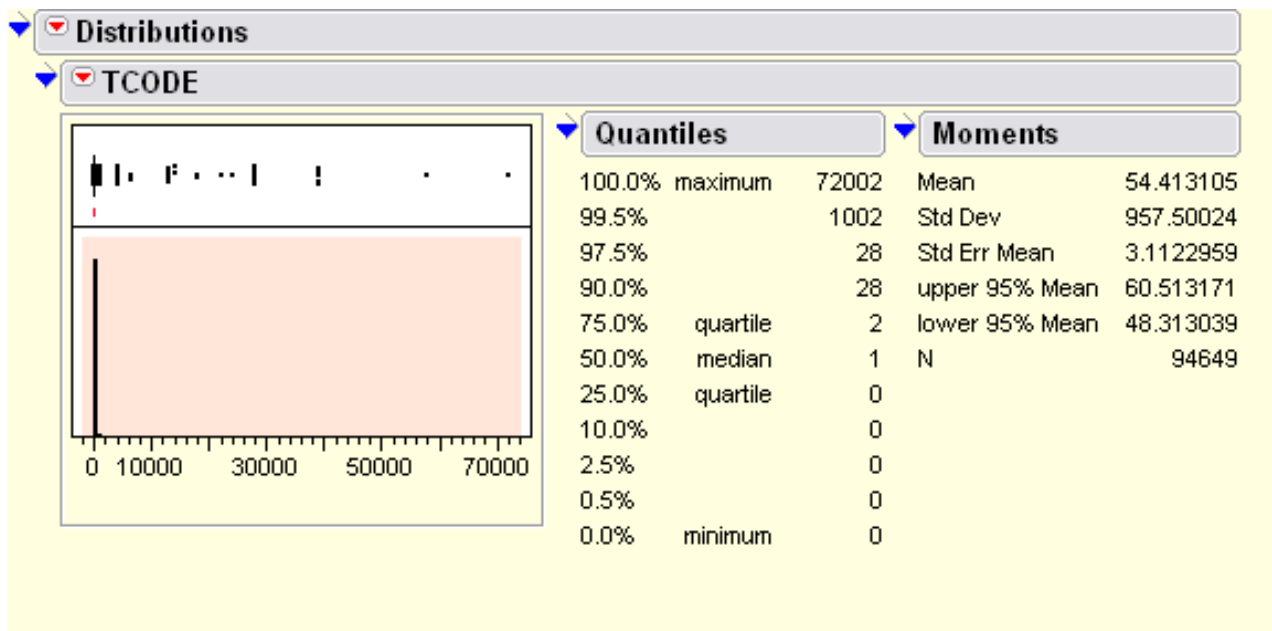 Distributions
TCODE
0 10000 30000 50000 70000
Quantiles
100.0% maximum 72002
99.5% 1002
97.5% 28
90.0% 28
75.0% quartile 2
50.0% median 1
25.0% quartile 0
10.0% 0
2.5% 0
0.5% 0
0.0% minimum 0
Moments
Mean 54.413105
Std Dev 957.50024
Std Err Mean 3.1122959
upper 95% Mean 60.513171
lower 95% Mean 48.313039
N 94649